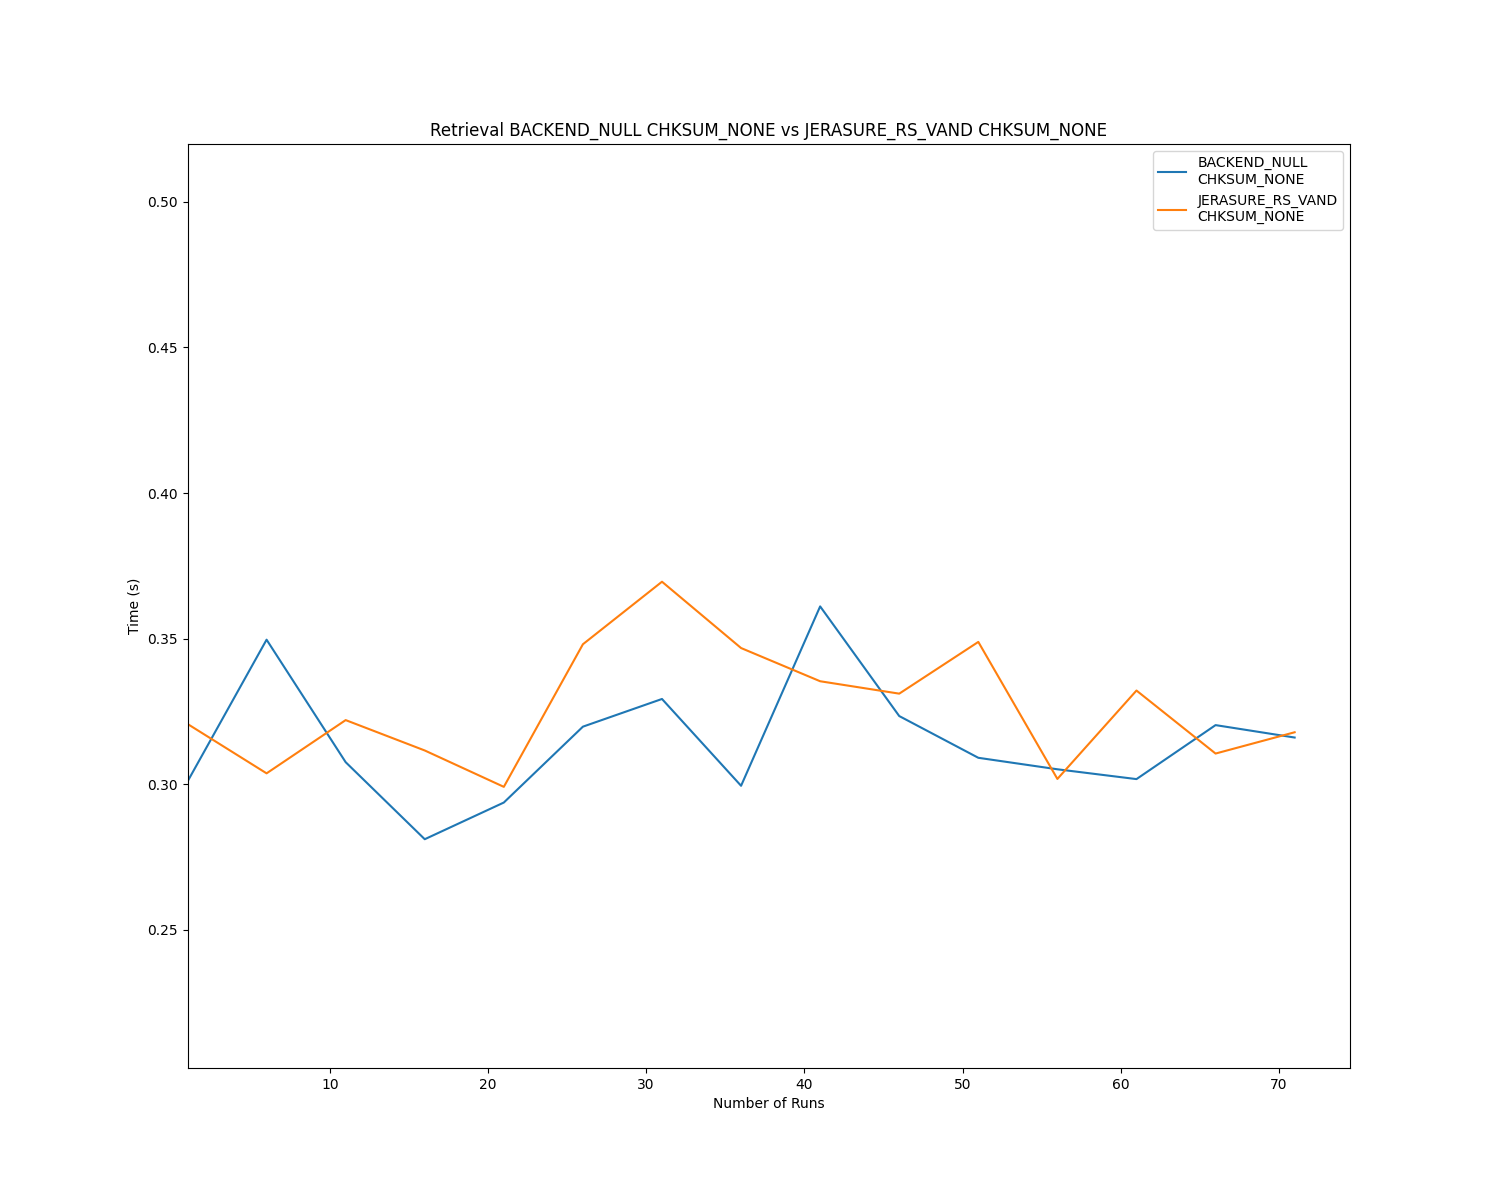 Retrieval BACKEND_NULL CHKSUM_NONE vs JERASURE_RS_VAND CHKSUM_NONE
BACKEND_NULL
CHKSUM_NONE
JERASURE_RS_VAND
CHKSUM_NONE
Time (s)
0.50
0.45
0.40
0.35
0.30
0.25
10 20 30 40 50 60 70
Number of Runs